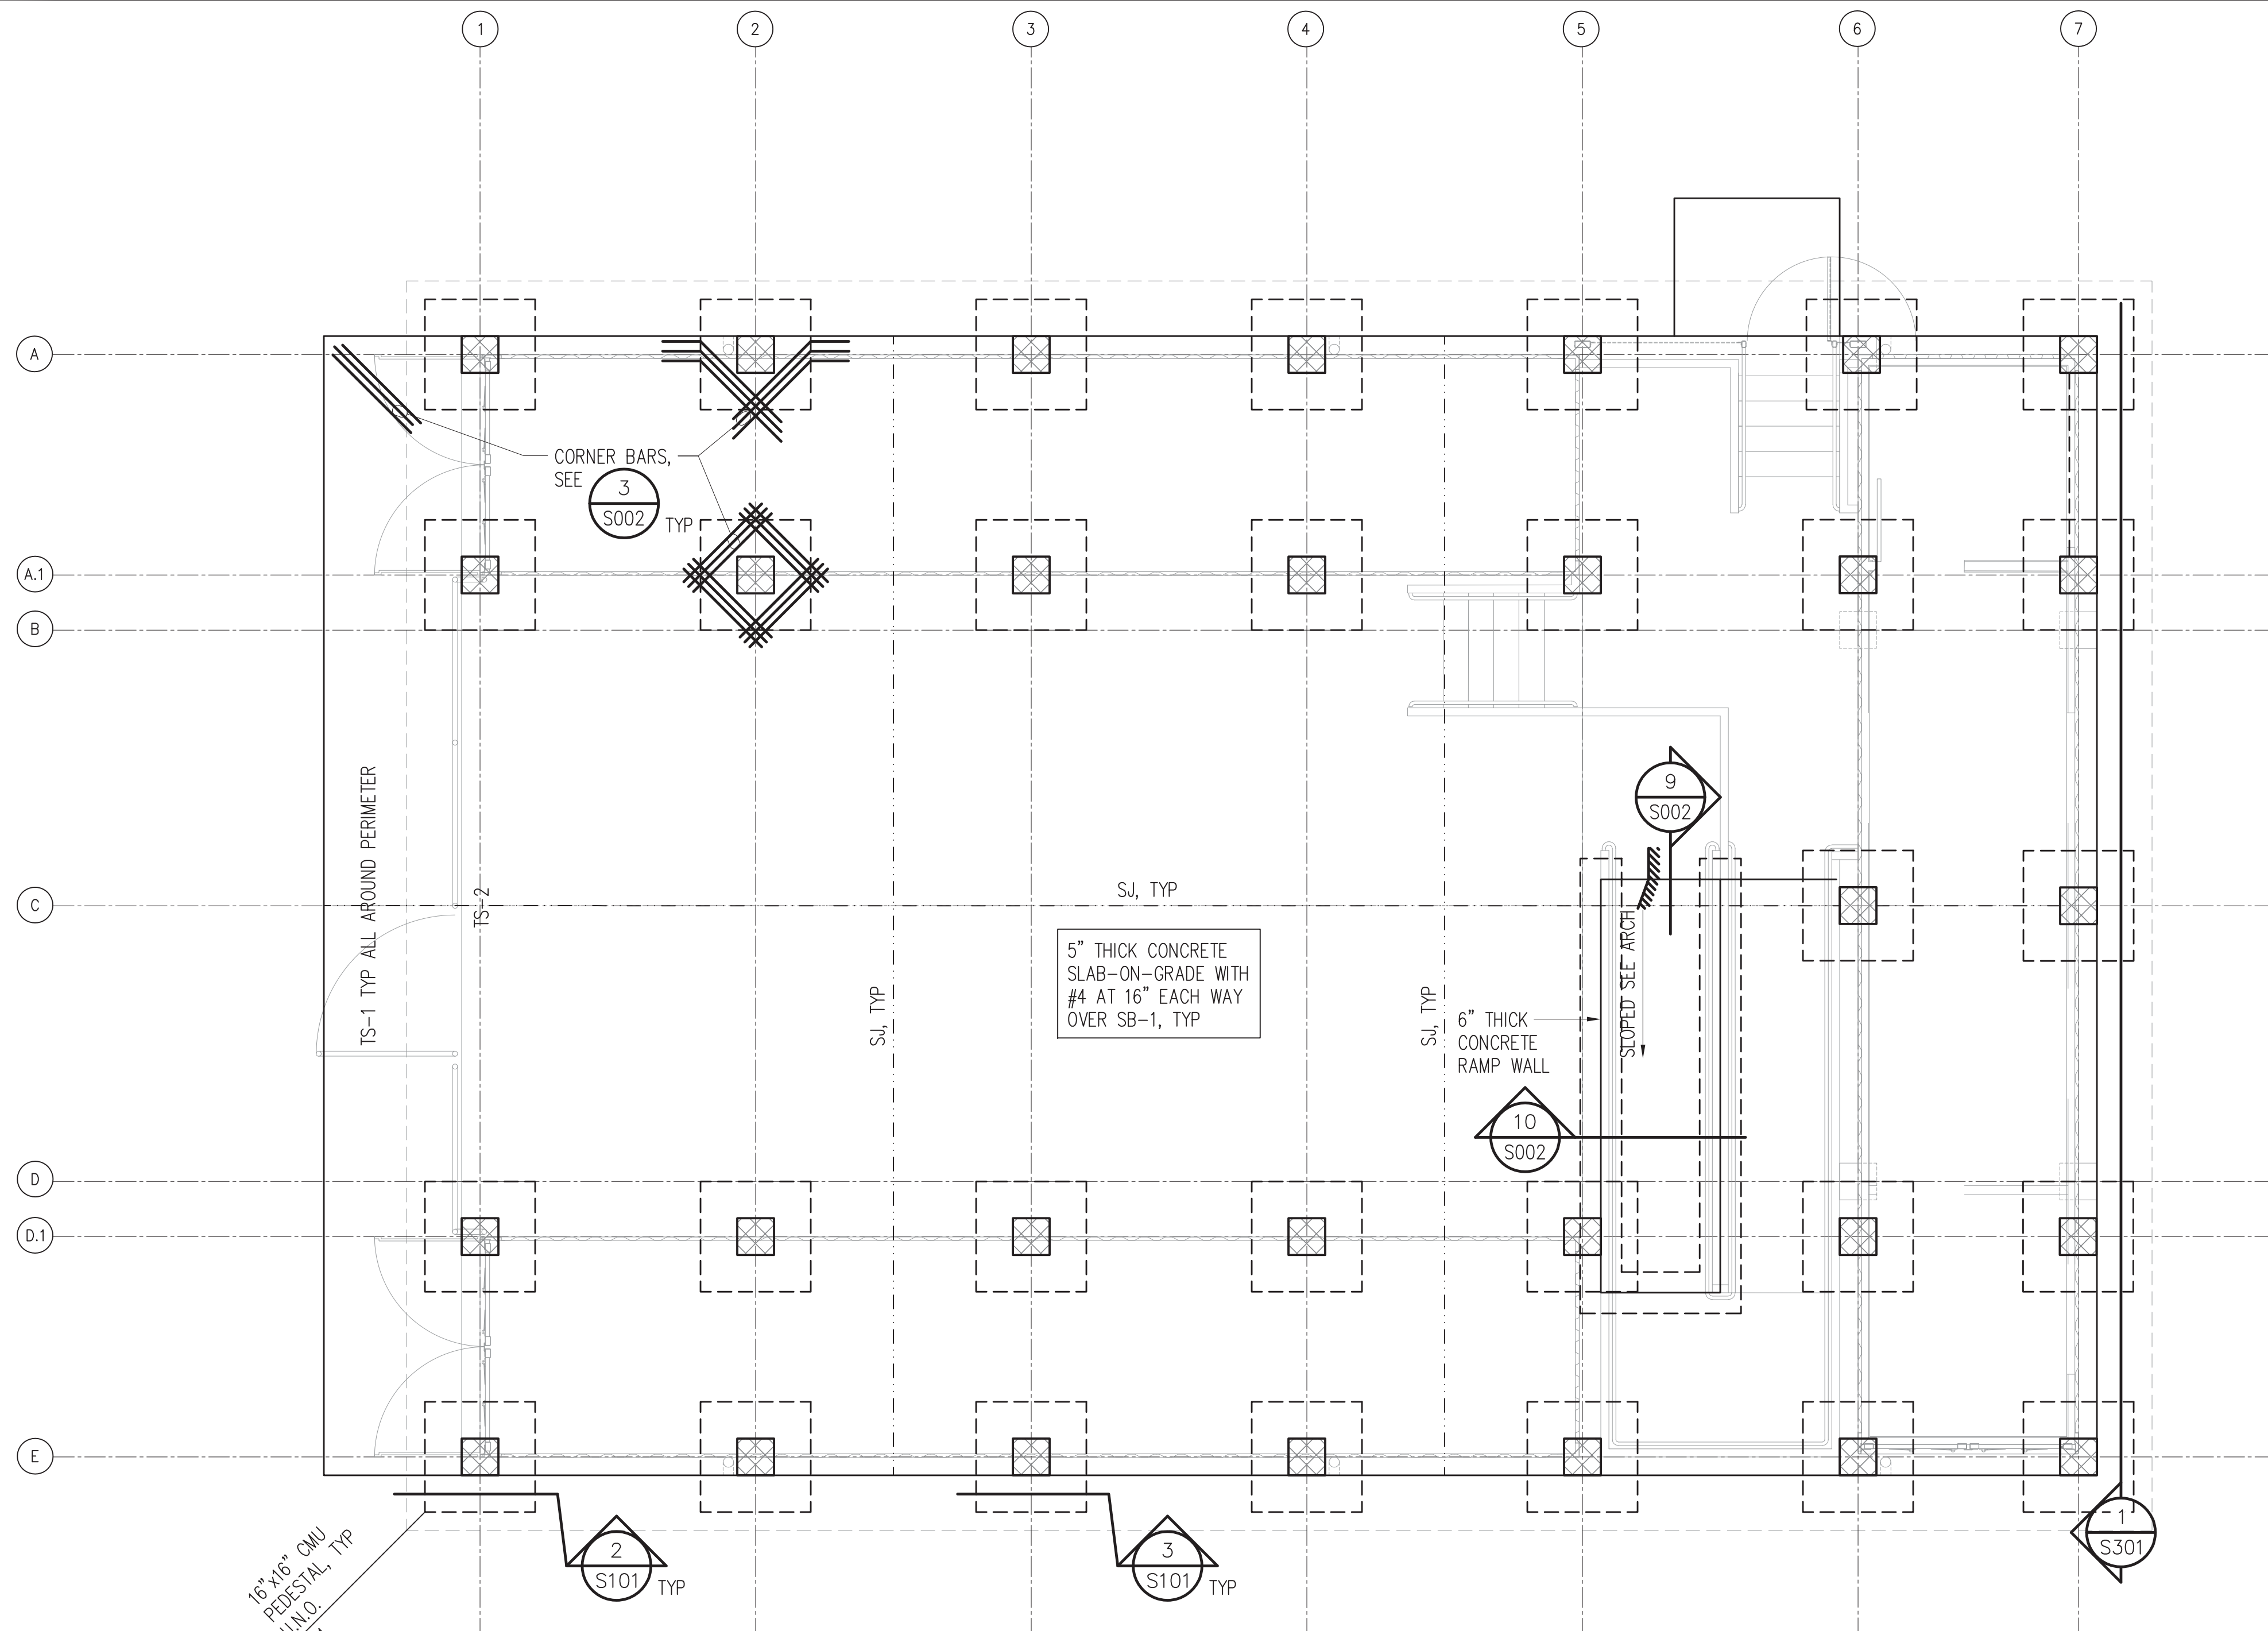 1
2
3
4
5
6
7
A
A.1
B
C
D
D.1
E
CORNER BARS,
SEE
3
S002
TYP
TS-1 TYP ALL AROUND PERIMETER
TS-2
SJ, TYP
SJ, TYP
SJ, TYP
5” THICK CONCRETE
SLAB-ON-GRADE WITH
#4 AT 16” EACH WAY
OVER SB-1, TYP
9
S002
SLOPED SEE ARCH
6” THICK
CONCRETE
RAMP WALL
10
S002
16”x16” CMU
PEDESTAL, TYP
U.N.O.
2
S101
TYP
3
S101
TYP
1
S301